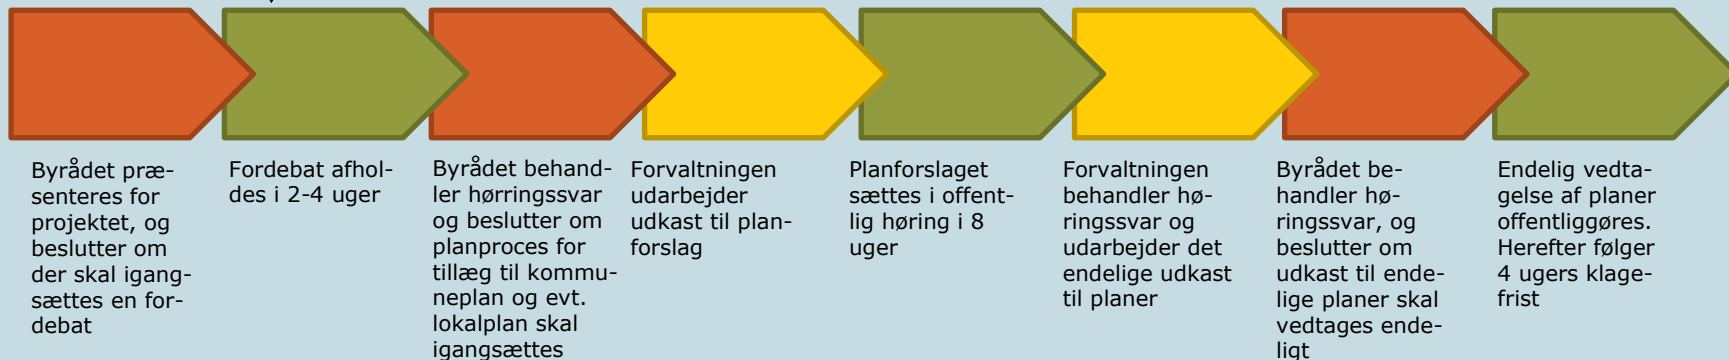 Byrådet præ-
senteres for
projektet, og
beslutter om
der skal igang-
sættes en for-
debat
Fordebat afhol-
des i 2-4 uger
Byrådet behand-
ler hørringssvar
og beslutter om
planproces for
tillæg til kommu-
neplan og evt.
lokalplan skal
igangsættes
Forvaltningen
udarbejder
udkast til plan-
forslag
Planforslaget
sættes i offent-
lig høring i 8
uger
Forvaltningen
behandler hø-
ringssvar og
udarbejder det
endelige udkast
til planer
Byrådet be-
handler hø-
ringssvar, og
beslutter om
udkast til ende-
lige planer skal
vedtages ende-
ligt
Endelig vedta-
gelse af planer
offentliggøres.
Herefter følger
4 ugers klage-
frist